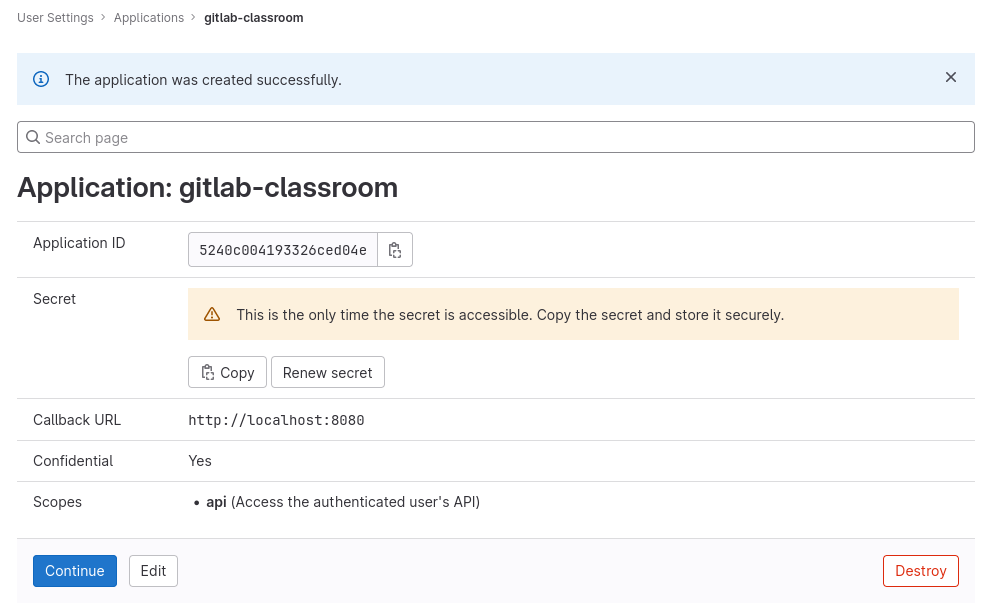 User Settings > Applications > gitlab-classroom
The application was created successfully.
Search page
Application: gitlab-classroom
Application ID
5240c004193326ced04e
Secret
This is the only time the secret is accessible. Copy the secret and store it securely.
Copy Renew secret
Callback URL http://localhost:8080
Confidential Yes
Scopes • api (Access the authenticated user's API)
Continue Edit Destroy